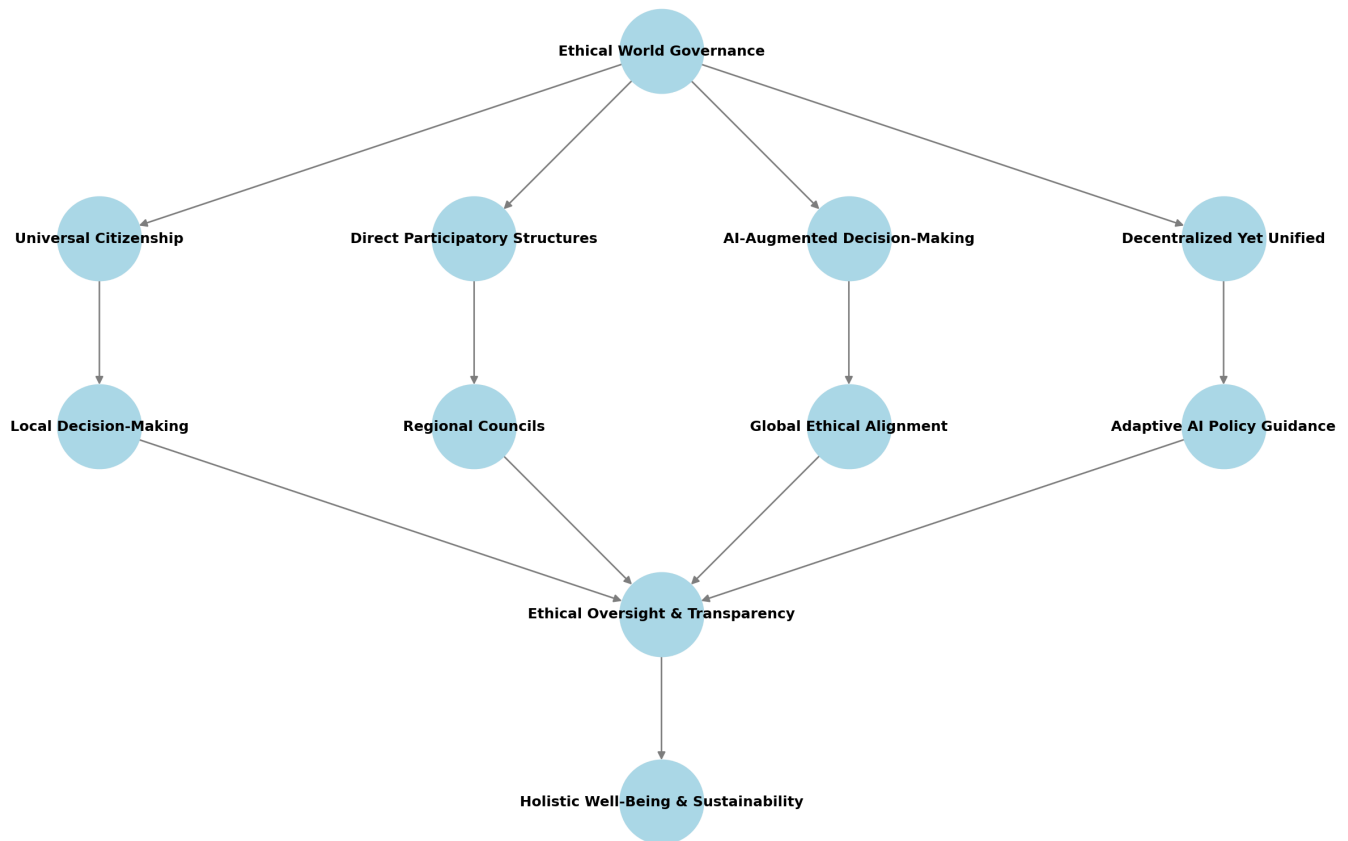 Ethical World Governance
Universal Citizenship
Direct Participatory Structures
AI-Augmented Decision-Making
Decentralized Yet Unified
Local Decision-Making
Regional Councils
Global Ethical Alignment
Adaptive AI Policy Guidance
Ethical Oversight & Transparency
Holistic Well-Being & Sustainability